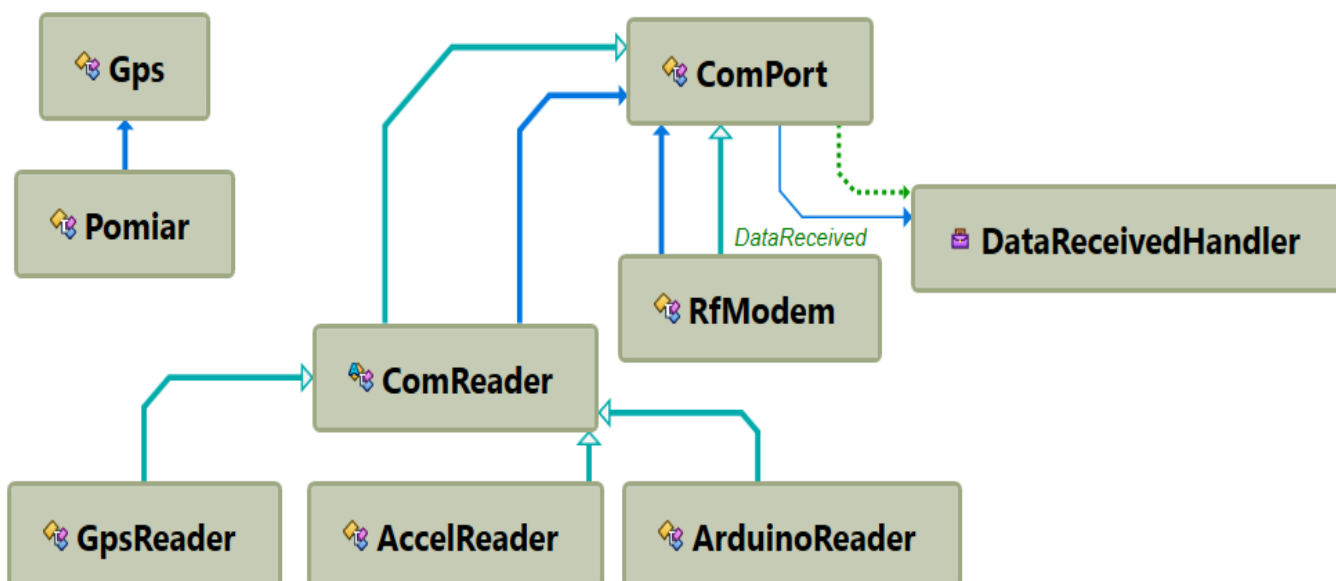 Gps
ComPort
Pomiar
DataReceived
DataReceivedHandler
RfModem
ComReader
GpsReader
AccelReader
ArduinoReader